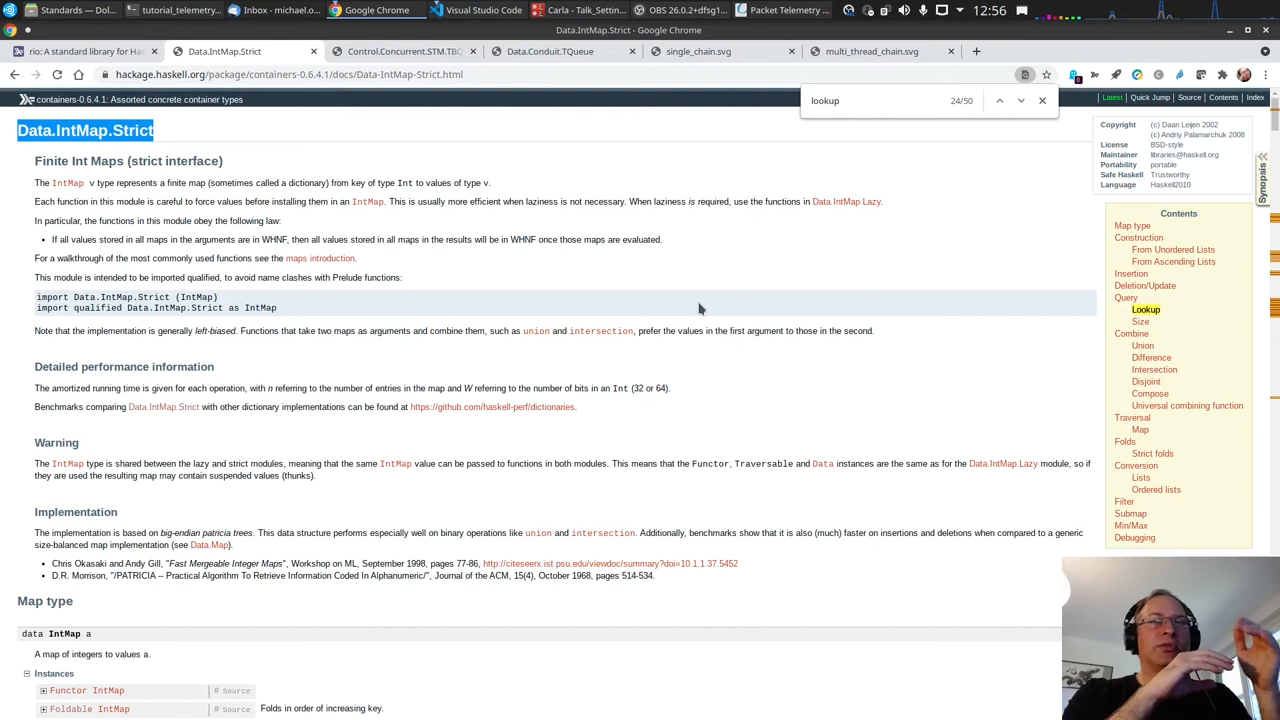 Standards — Do...
tutorial_telemetry...
Inbox - michael.o...
Google Chrome
Visual Studio Code
Carla - Talk_Setting...
OBS 26.0.2+dfsg1...
Packet Telemetry ...
12:56
Data.IntMap.Strict - Google Chrome
rio: A standard library for Has
Data.IntMap.Strict
Control.Concurrent.STM.TBQ
Data.Conduit.TQueue
single_chain.svg
multi_thread_chain.svg
hackage.haskell.org/package/containers-0.6.4.1/docs/Data-IntMap-Strict.html
lookup 24/50
containers-0.6.4.1: Assorted concrete container types
Latest Quick Jump Source Contents Index
Data.IntMap.Strict
Copyright (c) Daan Leijen 2002
(c) Andriy Palamarchuk 2008
License BSD-style
Maintainer libraries@haskell.org
Portability portable
Safe Haskell Trustworthy
Language Haskell2010
Synopsis
Finite Int Maps (strict interface)
The IntMap v type represents a finite map (sometimes called a dictionary) from key of type Int to values of type v.
Each function in this module is careful to force values before installing them in an IntMap. This is usually more efficient when laziness is not necessary. When laziness is required, use the functions in Data.IntMap.Lazy.
In particular, the functions in this module obey the following law:
• If all values stored in all maps in the arguments are in WHNF, then all values stored in all maps in the results will be in WHNF once those maps are evaluated.
For a walkthrough of the most commonly used functions see the maps introduction.
This module is intended to be imported qualified, to avoid name clashes with Prelude functions:
import Data.IntMap.Strict (IntMap)
import qualified Data.IntMap.Strict as IntMap
Note that the implementation is generally left-biased. Functions that take two maps as arguments and combine them, such as union and intersection, prefer the values in the first argument to those in the second.
Detailed performance information
The amortized running time is given for each operation, with n referring to the number of entries in the map and W referring to the number of bits in an Int (32 or 64).
Benchmarks comparing Data.IntMap.Strict with other dictionary implementations can be found at https://github.com/haskell-perf/dictionaries.
Warning
The IntMap type is shared between the lazy and strict modules, meaning that the same IntMap value can be passed to functions in both modules. This means that the Functor, Traversable and Data instances are the same as for the Data.IntMap.Lazy module, so if
they are used the resulting map may contain suspended values (thunks).
Implementation
The implementation is based on big-endian patricia trees. This data structure performs especially well on binary operations like union and intersection. Additionally, benchmarks show that it is also (much) faster on insertions and deletions when compared to a generic
size-balanced map implementation (see Data.Map).
• Chris Okasaki and Andy Gill, "Fast Mergeable Integer Maps", Workshop on ML, September 1998, pages 77-86, http://citeseerx.ist.psu.edu/viewdoc/summary?doi=10.1.1.37.5452
• D.R. Morrison, "/PATRICIA -- Practical Algorithm To Retrieve Information Coded In Alphanumeric/", Journal of the ACM, 15(4), October 1968, pages 514-534.
Map type
data IntMap a
A map of integers to values a.
Instances
Functor IntMap # Source
Foldable IntMap # Source Folds in order of increasing key.
Contents
Map type
Construction
From Unordered Lists
From Ascending Lists
Insertion
Deletion/Update
Query
Lookup
Size
Combine
Union
Difference
Intersection
Disjoint
Compose
Universal combining function
Traversal
Map
Folds
Strict folds
Conversion
Lists
Ordered lists
Filter
Submap
Min/Max
Debugging